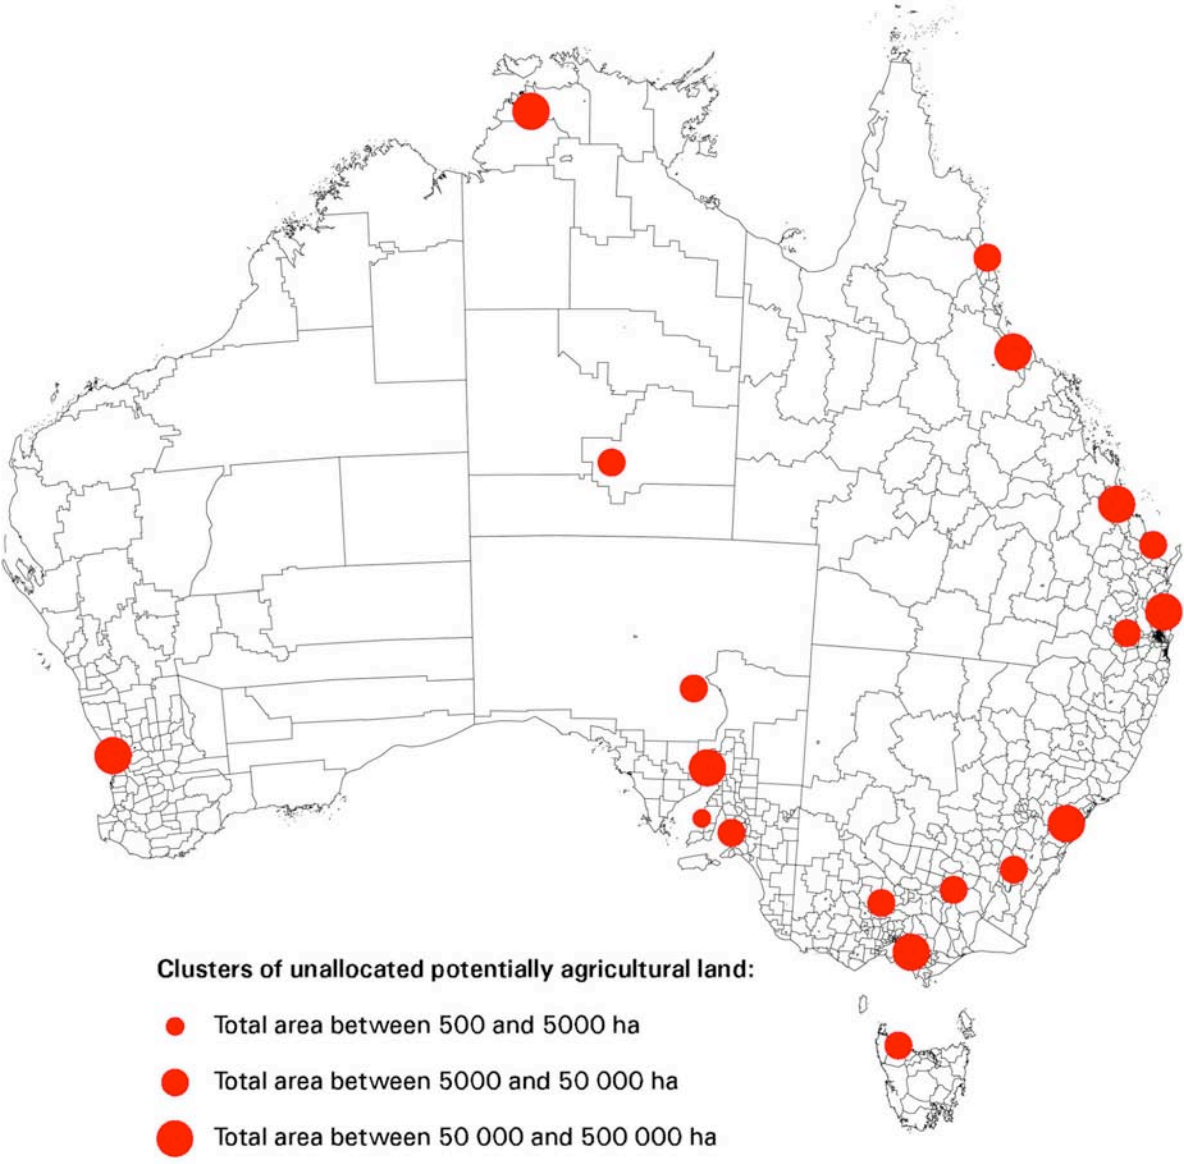 Clusters of unallocated potentially agricultural land:
Total area between 500 and 5000 ha
Total area between 5000 and 50 000 ha
Total area between 50 000 and 500 000 ha